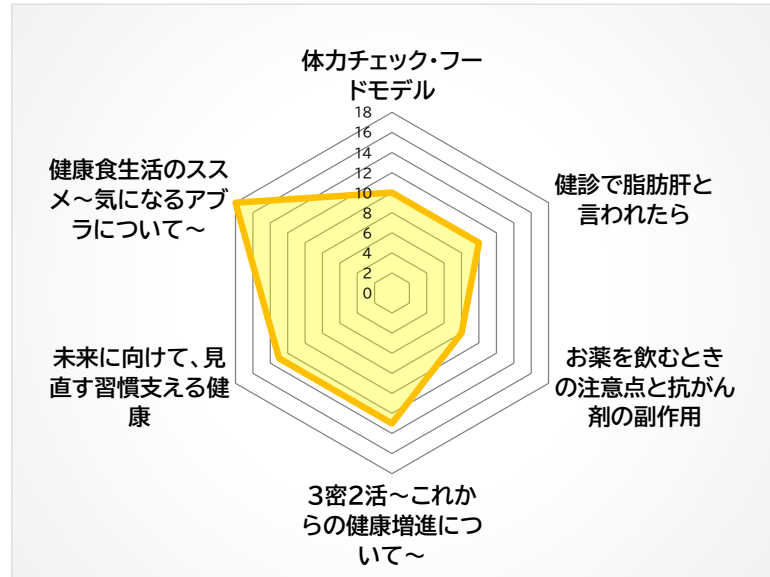 体力チェック・フー
ドモデル
18
16
14
12
10
8
6
4
2
0
健診で脂肪肝と
言われたら
お薬を飲むとき
の注意点と抗がん
剤の副作用
3密2活~これか
らの健康増進につ
いて~
未来に向けて、見
直す習慣支える健
康
健康食生活のスス
メ~気になるアブ
ラについて~